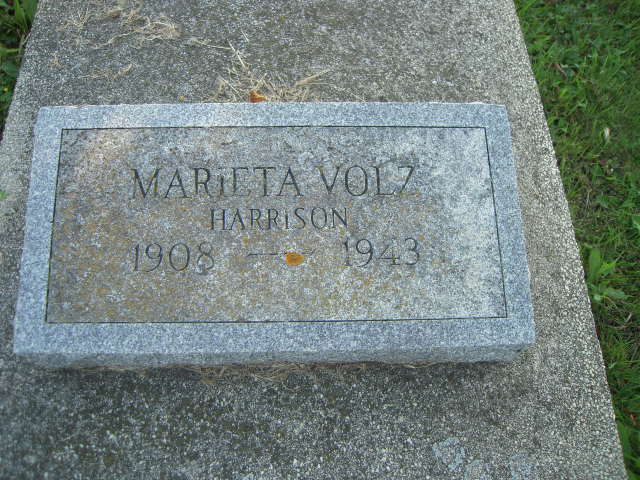 MARiETA VOLZ
HARRiSON
1908 — 1943